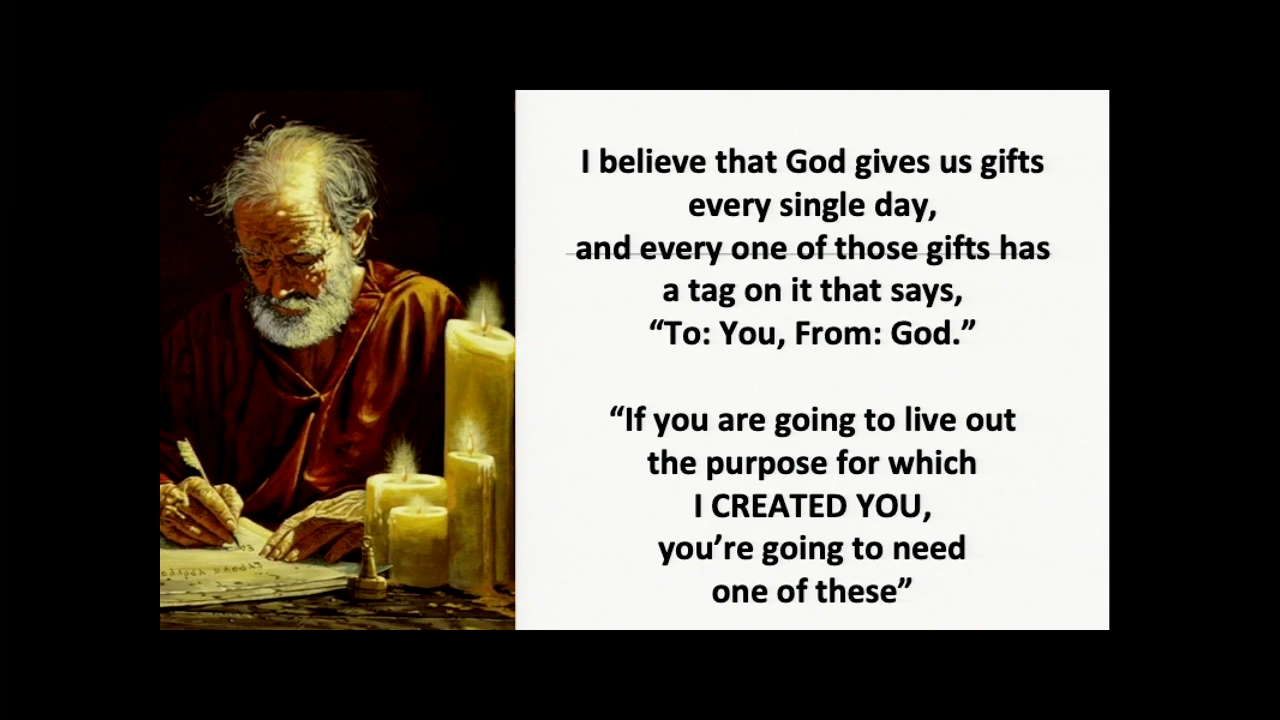 I believe that God gives us gifts
every single day,
and every one of those gifts has
a tag on it that says,
“To: You, From: God.”
“If you are going to live out
the purpose for which
I CREATED YOU,
you’re going to need
one of these”